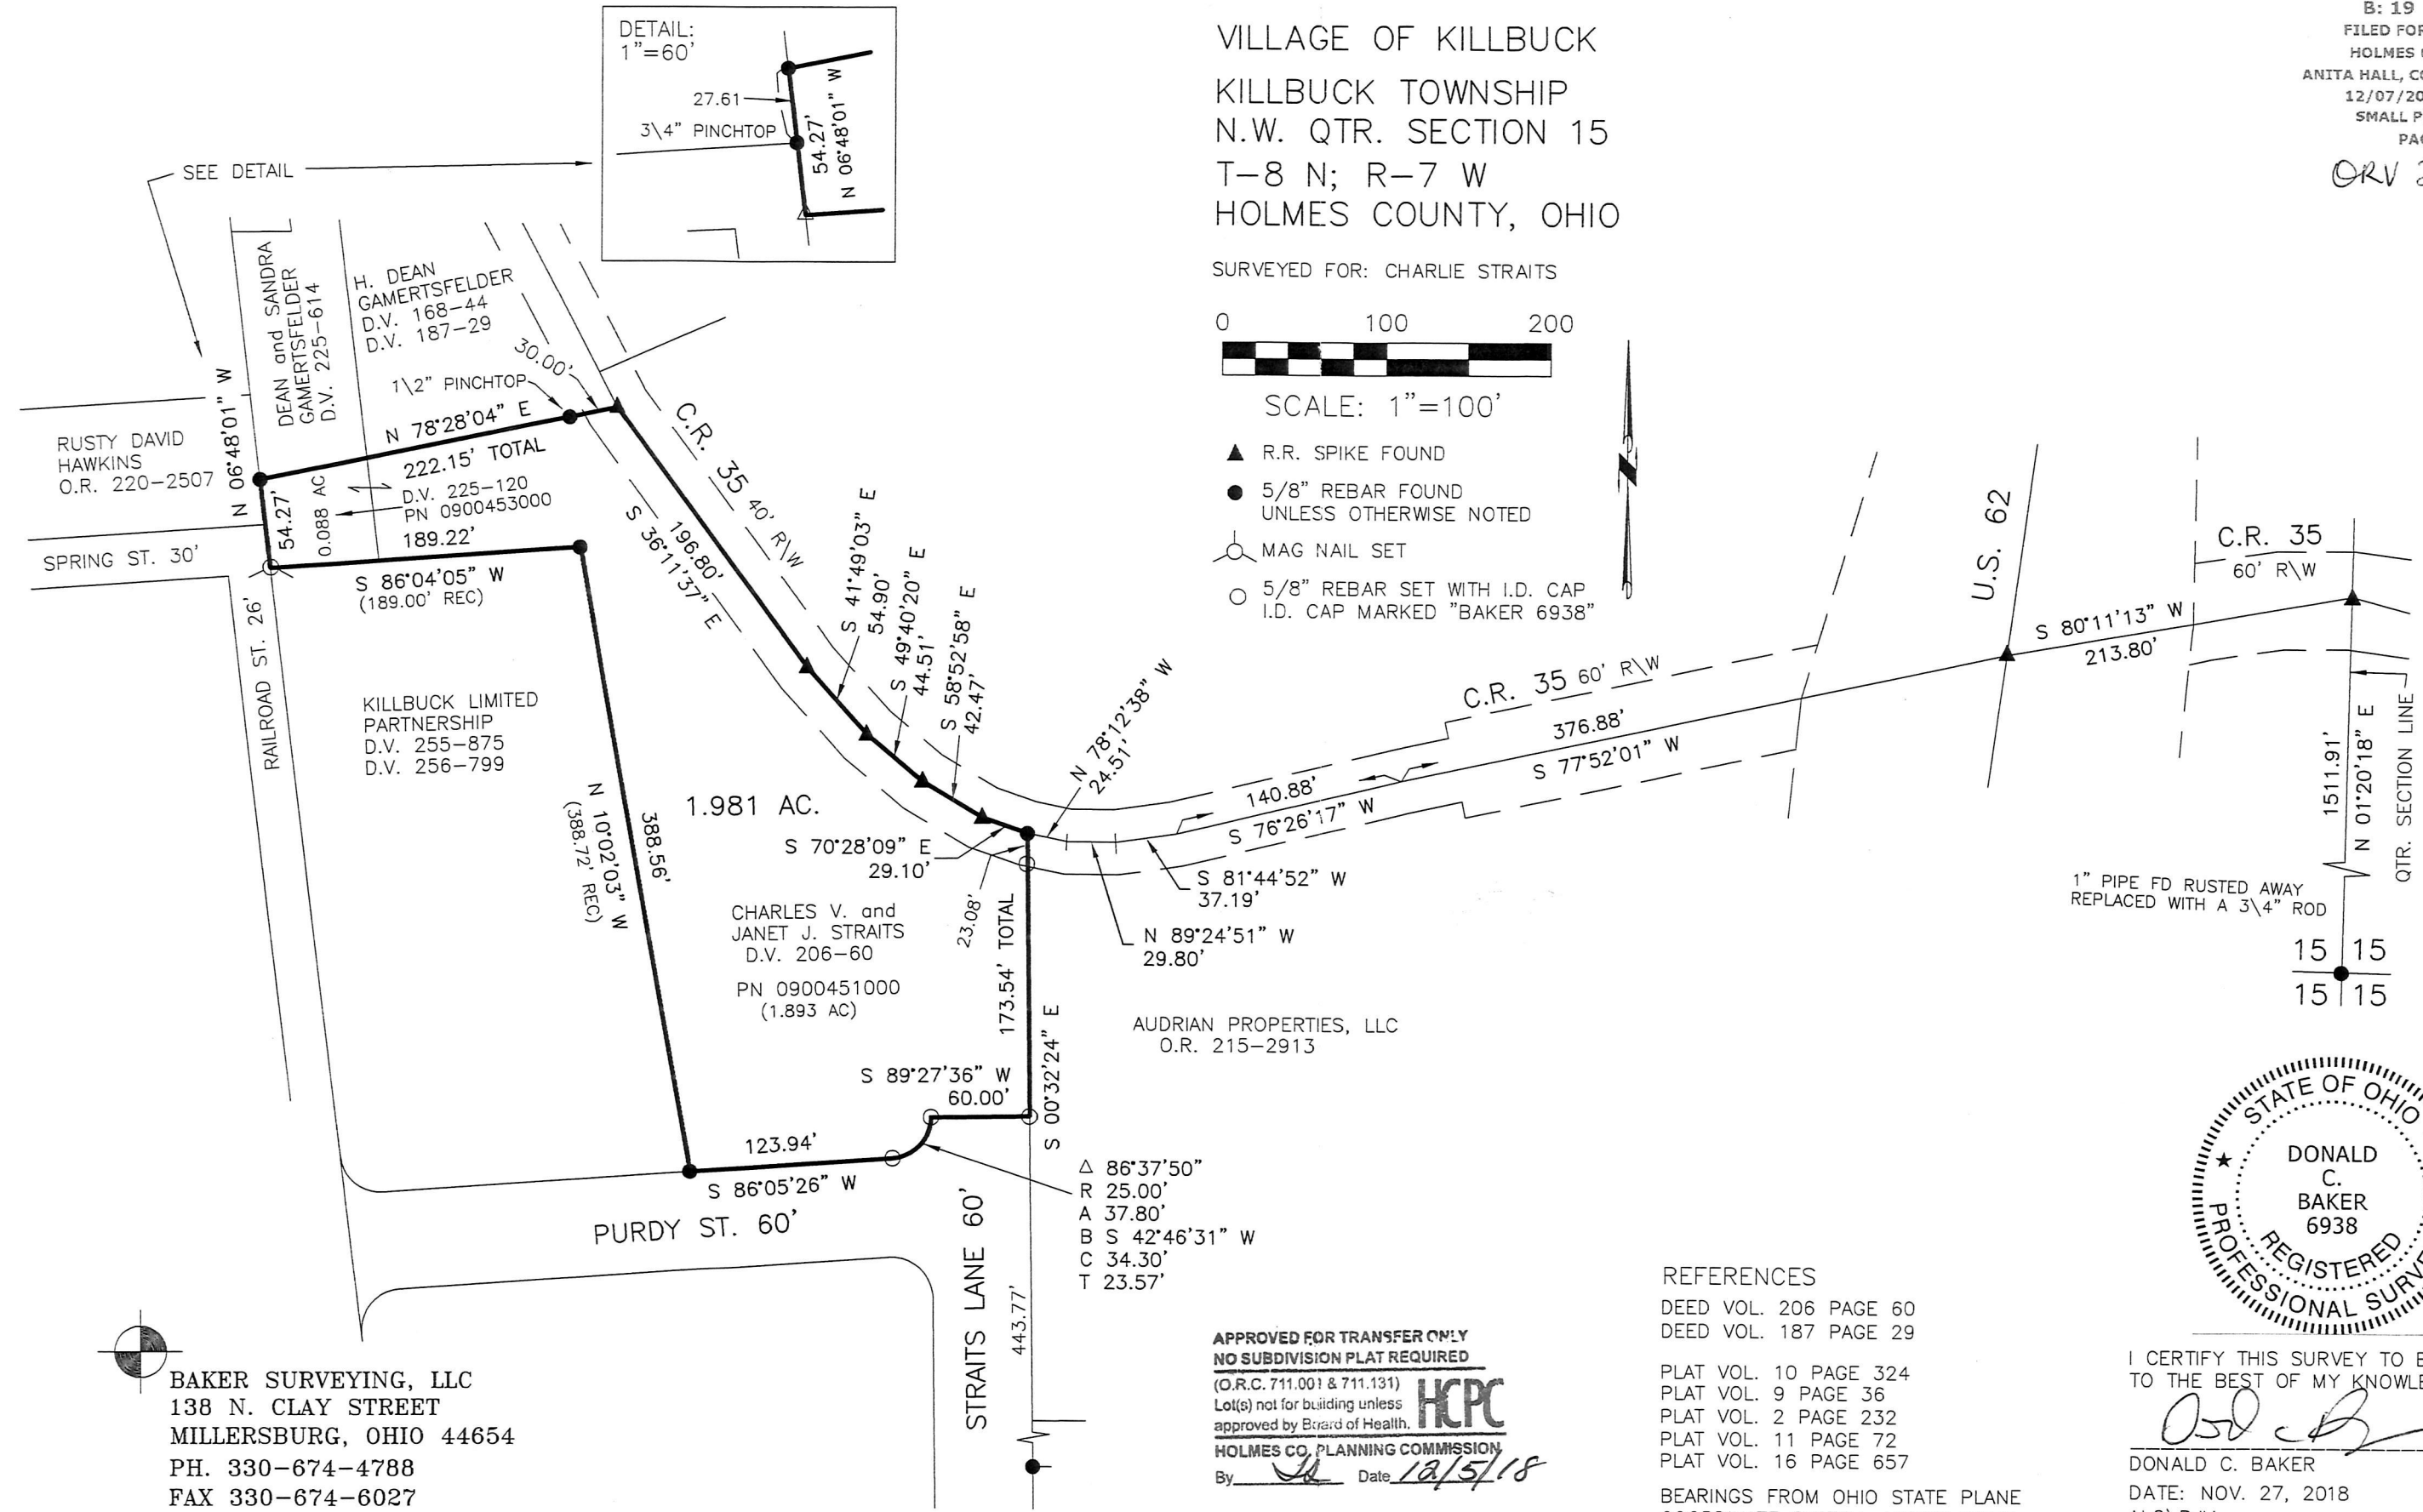 DETAIL:
1"=60'
27.61
3\4" PINCHTOP
54.27'
N 06°48'01" W
SEE DETAIL
VILLAGE OF KILLBUCK
KILLBUCK TOWNSHIP
N.W. QTR. SECTION 15
T-8 N; R-7 W
HOLMES COUNTY, OHIO
SURVEYED FOR: CHARLIE STRAITS
0 100 200
SCALE: 1"=100'
R.R. SPIKE FOUND
5/8" REBAR FOUND
UNLESS OTHERWISE NOTED
MAG NAIL SET
5/8" REBAR SET WITH I.D. CAP
I.D. CAP MARKED "BAKER 6938"
N
B: 19
FILED FOR
HOLMES
ANITA HALL,
12/07/20
SMALL P
PA
ORV
DEAN and SANDRA
GAMERTSFELDER
D.V. 225-614
H. DEAN
GAMERTSFELDER
D.V. 168-44
D.V. 187-29
30.00'
1\2" PINCHTOP
RUSTY DAVID
HAWKINS
O.R. 220-2507
N 06°48'01" W
54.27'
N 78°28'04" E
222.15' TOTAL
0.088 AC
D.V. 225-120
PN 0900453000
189.22'
S 86°04'05" W
(189.00' REC)
SPRING ST. 30'
RAILROAD ST. 26'
C.R. 35 40' R\W
196.80'
S 36°11'37" E
S 41°49'03" E
54.90'
S 49°40'20" E
44.51'
S 58°52'58" E
42.47'
N 78°12'38" W
24.51'
KILLBUCK LIMITED
PARTNERSHIP
D.V. 255-875
D.V. 256-799
N 10°02'03" W
(388.72' REC)
388.56'
1.981 AC.
S 70°28'09" E
29.10'
23.08'
CHARLES V. and
JANET J. STRAITS
D.V. 206-60
PN 0900451000
(1.893 AC)
173.54' TOTAL
S 00°32'24" E
S 89°27'36" W
60.00'
123.94'
S 86°05'26" W
PURDY ST. 60'
STRAITS LANE 60'
443.77'
Δ 86°37'50"
R 25.00'
A 37.80'
B S 42°46'31" W
C 34.30'
T 23.57'
140.88'
S 76°26'17" W
S 81°44'52" W
37.19'
N 89°24'51" W
29.80'
AUDRIAN PROPERTIES, LLC
O.R. 215-2913
C.R. 35 60' R\W
376.88'
S 77°52'01" W
U.S. 62
C.R. 35
60' R\W
S 80°11'13" W
213.80'
1511.91'
N 01°20'18" E
QTR. SECTION LINE
1" PIPE FD RUSTED AWAY
REPLACED WITH A 3\4" ROD
15 15
15 15
STATE OF OHIO
DONALD
C.
BAKER
6938
REGISTERED
PROFESSIONAL
I CERTIFY THIS SURVEY TO
TO THE BEST OF MY
DONALD C. BAKER
DATE: NOV. 27, 2018
REFERENCES
DEED VOL. 206 PAGE 60
DEED VOL. 187 PAGE 29
PLAT VOL. 10 PAGE 324
PLAT VOL. 9 PAGE 36
PLAT VOL. 2 PAGE 232
PLAT VOL. 11 PAGE 72
PLAT VOL. 16 PAGE 657
BEARINGS FROM OHIO STATE PLANE
APPROVED FOR TRANSFER ONLY
NO SUBDIVISION PLAT REQUIRED
(O.R.C. 711.001 & 711.131)
Lot(s) not for building unless
approved by Board of Health.
HCPC
HOLMES CO. PLANNING COMMISSION
By Date 12/5/18
BAKER SURVEYING, LLC
138 N. CLAY STREET
MILLERSBURG, OHIO 44654
PH. 330-674-4788
FAX 330-674-6027